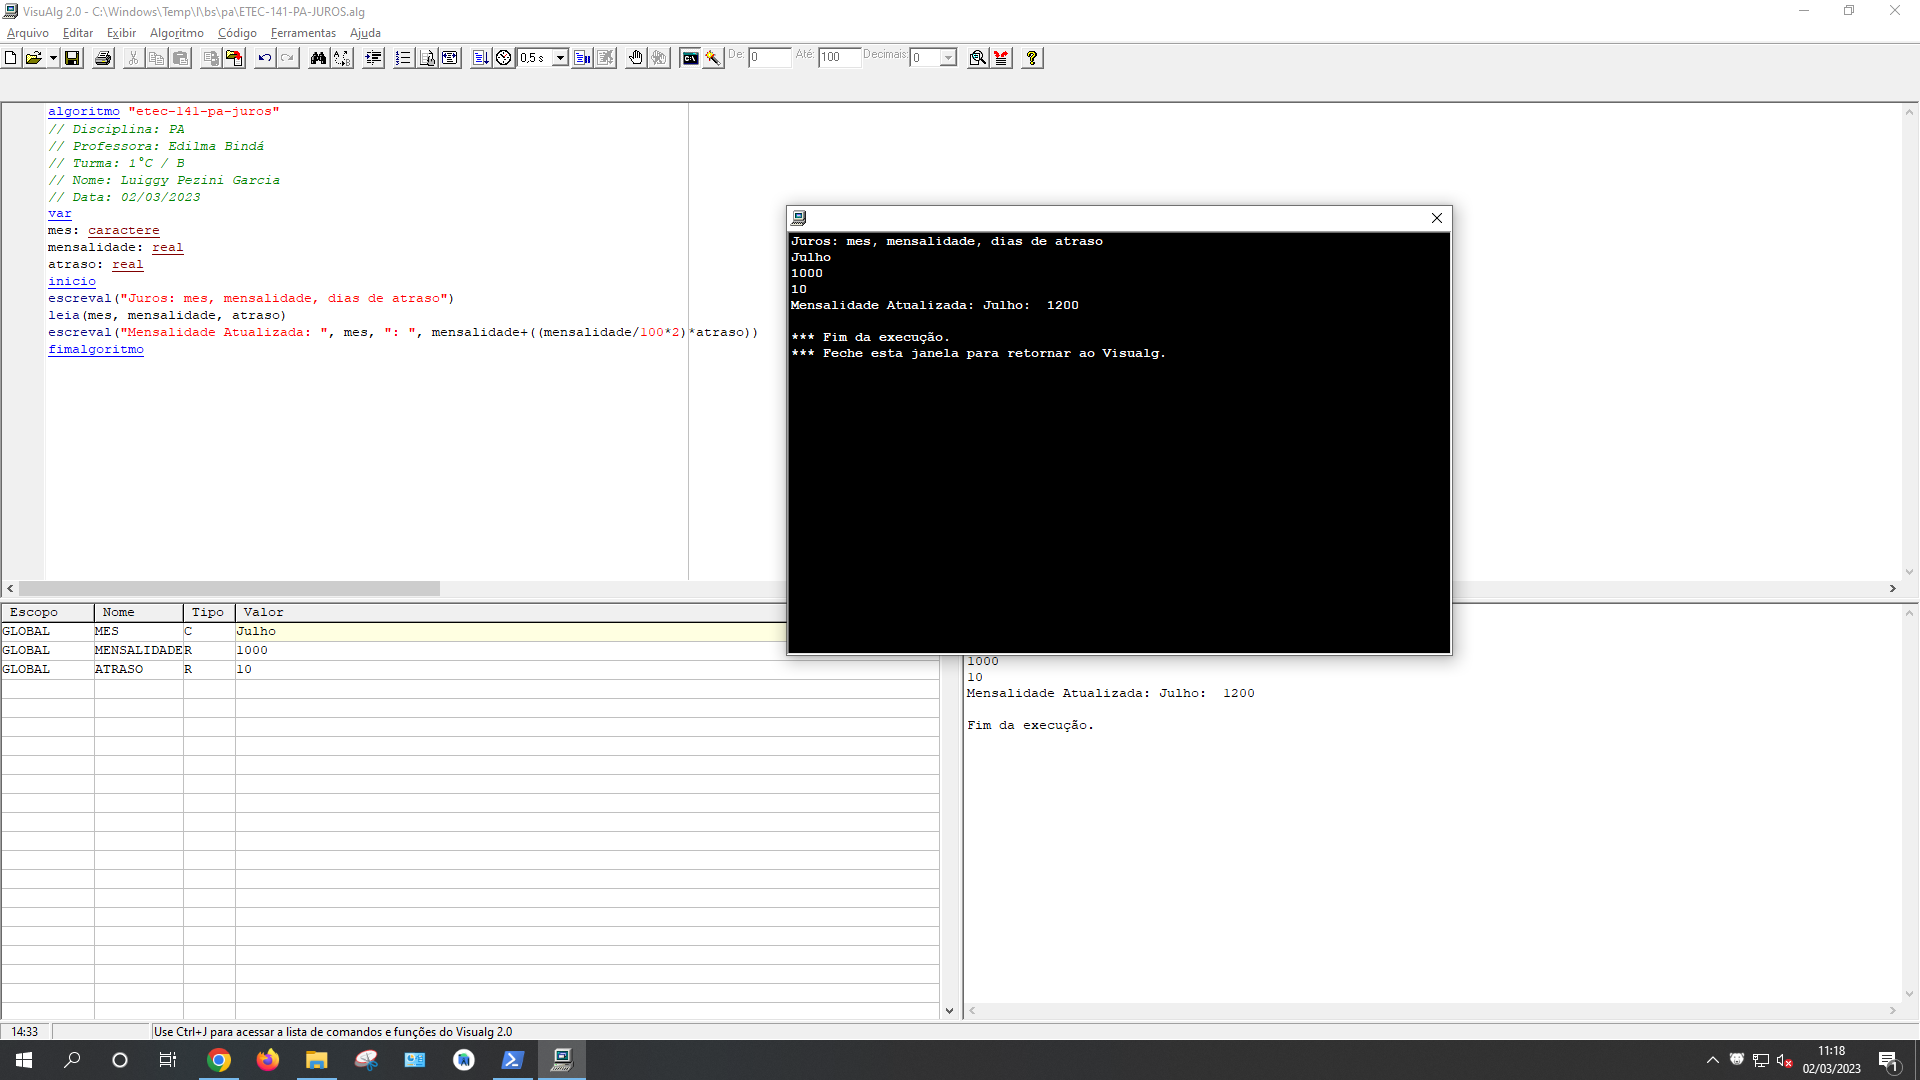 VisuAlg 2.0 - C:\Windows\Temp\l\bs\pa\ETEC-141-PA-JUROS.alg
Arquivo Editar Exibir Algoritmo Código Ferramentas Ajuda
0,5 s De: 0 Até: 100 Decimais: 0
algoritmo "etec-141-pa-juros"
// Disciplina: PA
// Professora: Edilma Bindá
// Turma: 1°C / B
// Nome: Luiggy Pezini Garcia
// Data: 02/03/2023
var
mes: caractere
mensalidade: real
atraso: real
inicio
escreval("Juros: mes, mensalidade, dias de atraso")
leia(mes, mensalidade, atraso)
escreval("Mensalidade Atualizada: ", mes, ": ", mensalidade+((mensalidade/100*2)*atraso))
fimalgoritmo
Juros: mes, mensalidade, dias de atraso
Julho
1000
10
Mensalidade Atualizada: Julho:  1200
*** Fim da execução.
*** Feche esta janela para retornar ao Visualg.
Escopo Nome Tipo Valor
GLOBAL MES C Julho
GLOBAL MENSALIDADE R 1000
GLOBAL ATRASO R 10
1000
10
Mensalidade Atualizada: Julho:  1200
Fim da execução.
14:33 Use Ctrl+J para acessar a lista de comandos e funções do Visualg 2.0
11:18
02/03/2023
1